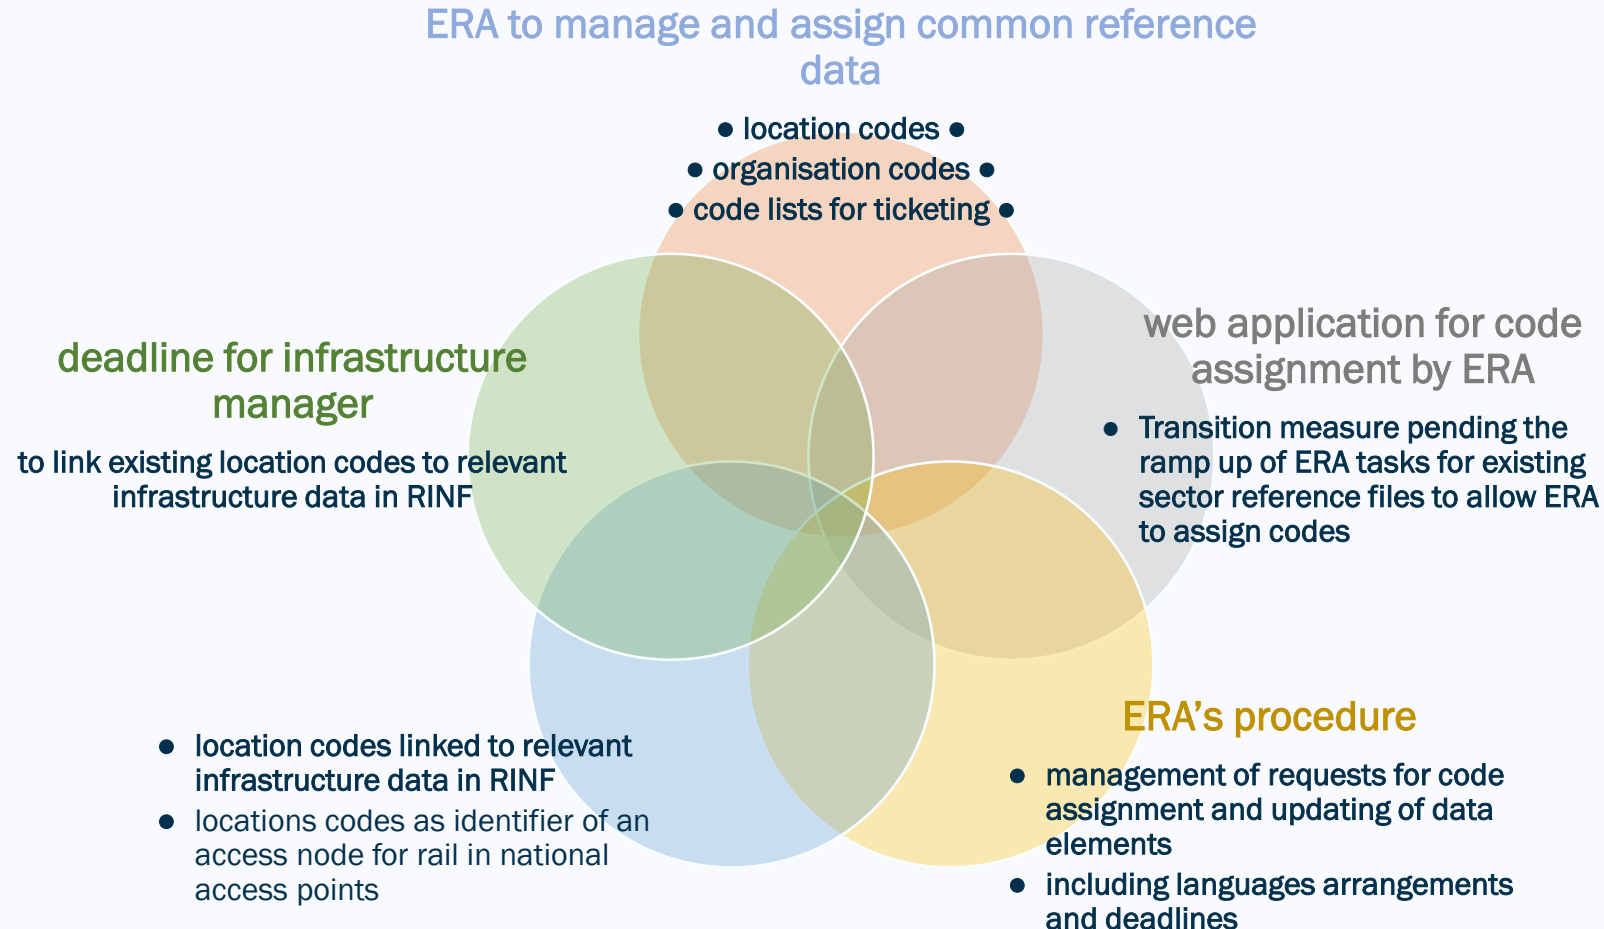 ERA to manage and assign common reference
data
● location codes ●
● organisation codes ●
● code lists for ticketing ●
web application for code
assignment by ERA
● Transition measure pending the
ramp up of ERA tasks for existing
sector reference files to allow ERA
to assign codes
deadline for infrastructure
manager
to link existing location codes to relevant
infrastructure data in RINF
ERA’s procedure
● management of requests for code
assignment and updating of data
elements
● including languages arrangements
and deadlines
● location codes linked to relevant
infrastructure data in RINF
● locations codes as identifier of an
access node for rail in national
access points